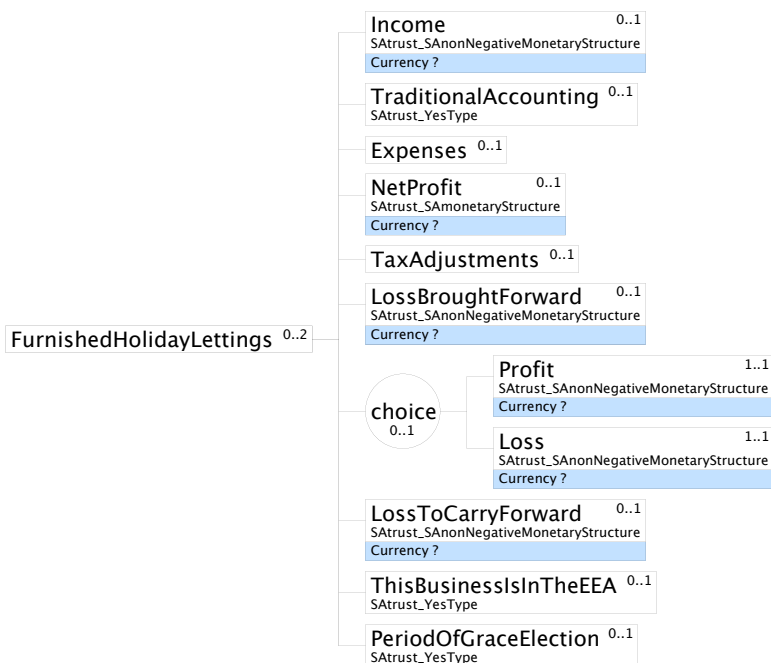 Income 0..1
SAtrust_SAnonNegativeMonetaryStructure
Currency ?
TraditionalAccounting 0..1
SAtrust_YesType
Expenses 0..1
NetProfit 0..1
SAtrust_SAmonetaryStructure
Currency ?
TaxAdjustments 0..1
LossBroughtForward 0..1
SAtrust_SAnonNegativeMonetaryStructure
Currency ?
FurnishedHolidayLettings 0..2
choice
0..1
Profit 1..1
SAtrust_SAnonNegativeMonetaryStructure
Currency ?
Loss 1..1
SAtrust_SAnonNegativeMonetaryStructure
Currency ?
LossToCarryForward 0..1
SAtrust_SAnonNegativeMonetaryStructure
Currency ?
ThisBusinessIsInTheEEA 0..1
SAtrust_YesType
PeriodOfGraceElection 0..1
SAtrust_YesType